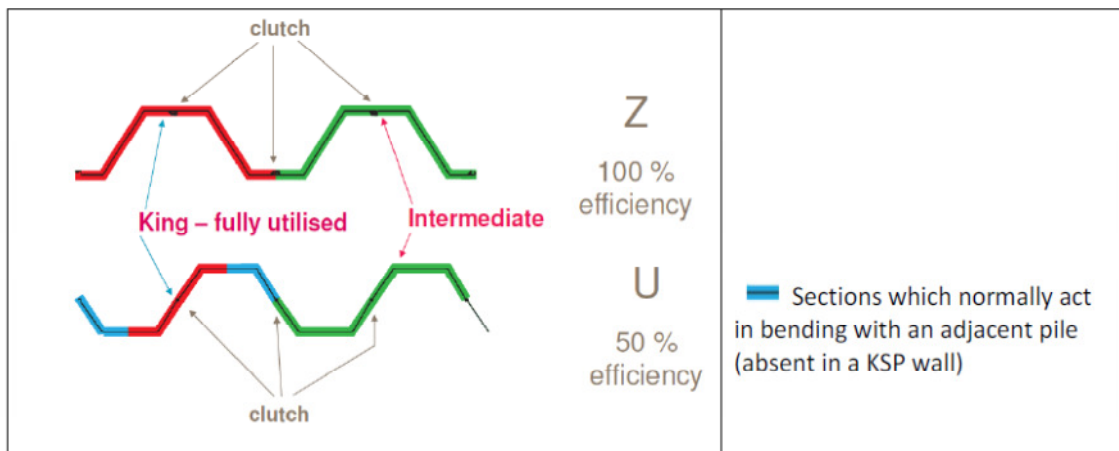 clutch
Z
100 %
efficiency
King – fully utilised
Intermediate
U
50 %
efficiency
clutch
Sections which normally act
in bending with an adjacent pile
(absent in a KSP wall)